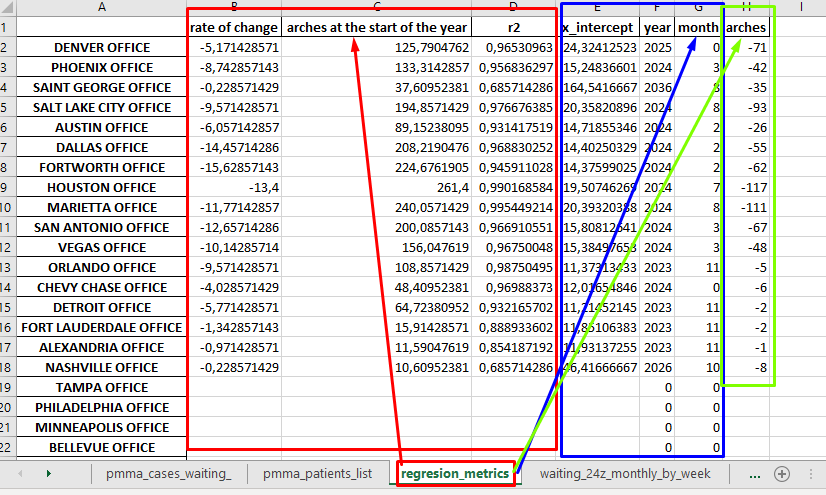 A B C D E F G H I
1 rate of change arches at the start of the year r2 x_intercept year month arches
2 DENVER OFFICE -5,171428571 125,7904762 0,96530963 24,32412523 2025 0 -71
3 PHOENIX OFFICE -8,742857143 133,3142857 0,956836297 15,24836601 2024 3 -42
4 SAINT GEORGE OFFICE -0,228571429 37,60952381 0,685714286 164,5416667 2036 8 -35
5 SALT LAKE CITY OFFICE -9,571428571 194,8571429 0,976676385 20,35820896 2024 8 -93
6 AUSTIN OFFICE -6,057142857 89,15238095 0,931417519 14,71855346 2024 2 -26
7 DALLAS OFFICE -14,45714286 208,2190476 0,968830252 14,40250329 2024 2 -55
8 FORTWORTH OFFICE -15,62857143 224,6761905 0,945911028 14,37599025 2024 2 -62
9 HOUSTON OFFICE -13,4 261,4 0,990168584 19,50746269 2024 7 -117
10 MARIETTA OFFICE -11,77142857 240,0571429 0,995449214 20,39320388 2024 8 -111
11 SAN ANTONIO OFFICE -12,65714286 200,0857143 0,966910551 2024 3 -67
12 VEGAS OFFICE -10,14285714 156,047619 0,96750048 15,38497653 2024 3 -48
13 ORLANDO OFFICE -9,571428571 108,8571429 0,98750495 11,37313433 2023 11 -5
14 CHEVY CHASE OFFICE -4,028571429 48,40952381 0,96988373 12,01654846 2024 0 -6
15 DETROIT OFFICE -5,771428571 64,72380952 0,932165702 11,21452145 2023 11 -2
16 FORT LAUDERDALE OFFICE -1,342857143 15,91428571 0,888933602 11,85106383 2023 11 -2
17 ALEXANDRIA OFFICE -0,971428571 11,59047619 0,854187192 11,93137255 2023 11 -1
18 NASHVILLE OFFICE -0,228571429 10,60952381 0,685714286 46,41666667 2026 10 -8
19 TAMPA OFFICE 0 0
20 PHILADELPHIA OFFICE 0 0
21 MINNEAPOLIS OFFICE 0 0
22 BELLEVUE OFFICE 0 0
pmma_cases_waiting_ pmma_patients_list regresion_metrics waiting_24z_monthly_by_week ...